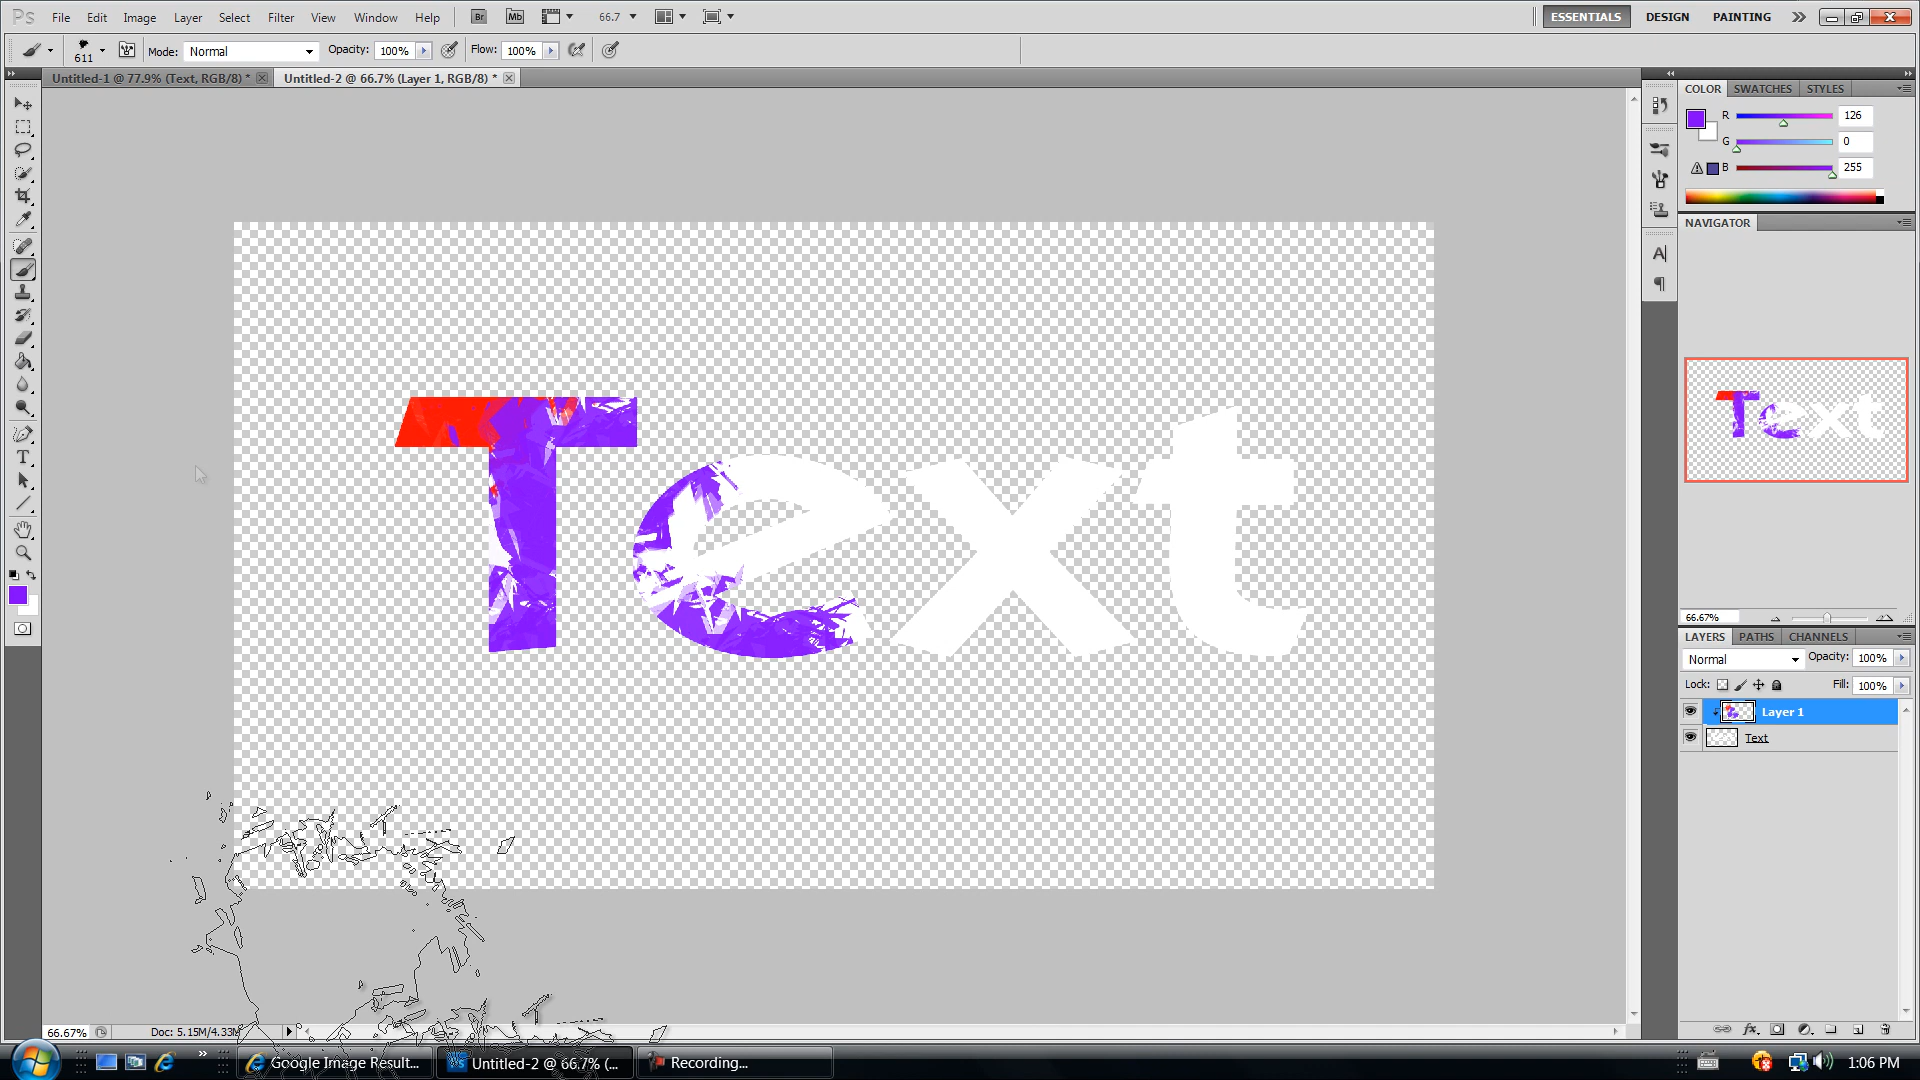 Ps File Edit Image Layer Select Filter View Window Help Br Mb 66.7 ESSENTIALS DESIGN PAINTING
611 Mode: Normal Opacity: 100% Flow: 100%
Untitled-1 @ 77.9% (Text, RGB/8) * Untitled-2 @ 66.7% (Layer 1, RGB/8) *
COLOR SWATCHES STYLES
R 126
G 0
B 255
NAVIGATOR
Text
Text
66.67%
LAYERS PATHS CHANNELS
Normal Opacity: 100%
Lock: Fill: 100%
Layer 1
Text
66.67% Doc: 5.15M/4.33M
Google Image Result... Untitled-2 @ 66.7% (... Recording... 1:06 PM